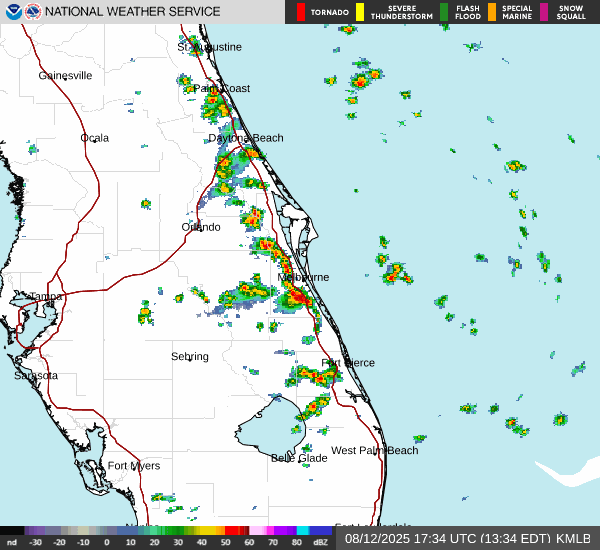 NATIONAL WEATHER SERVICE
TORNADO
SEVERE THUNDERSTORM
FLASH FLOOD
SPECIAL MARINE
SNOW SQUALL
St. Augustine
Gainesville
Palm Coast
Ocala
Daytona Beach
Orlando
Melbourne
Tampa
Sebring
Fort Pierce
Sarasota
West Palm Beach
Belle Glade
Fort Myers
nd -30 -20 -10 0 10 20 30 40 50 60 70 80 dBZ
08/12/2025 17:34 UTC (13:34 EDT) KMLB